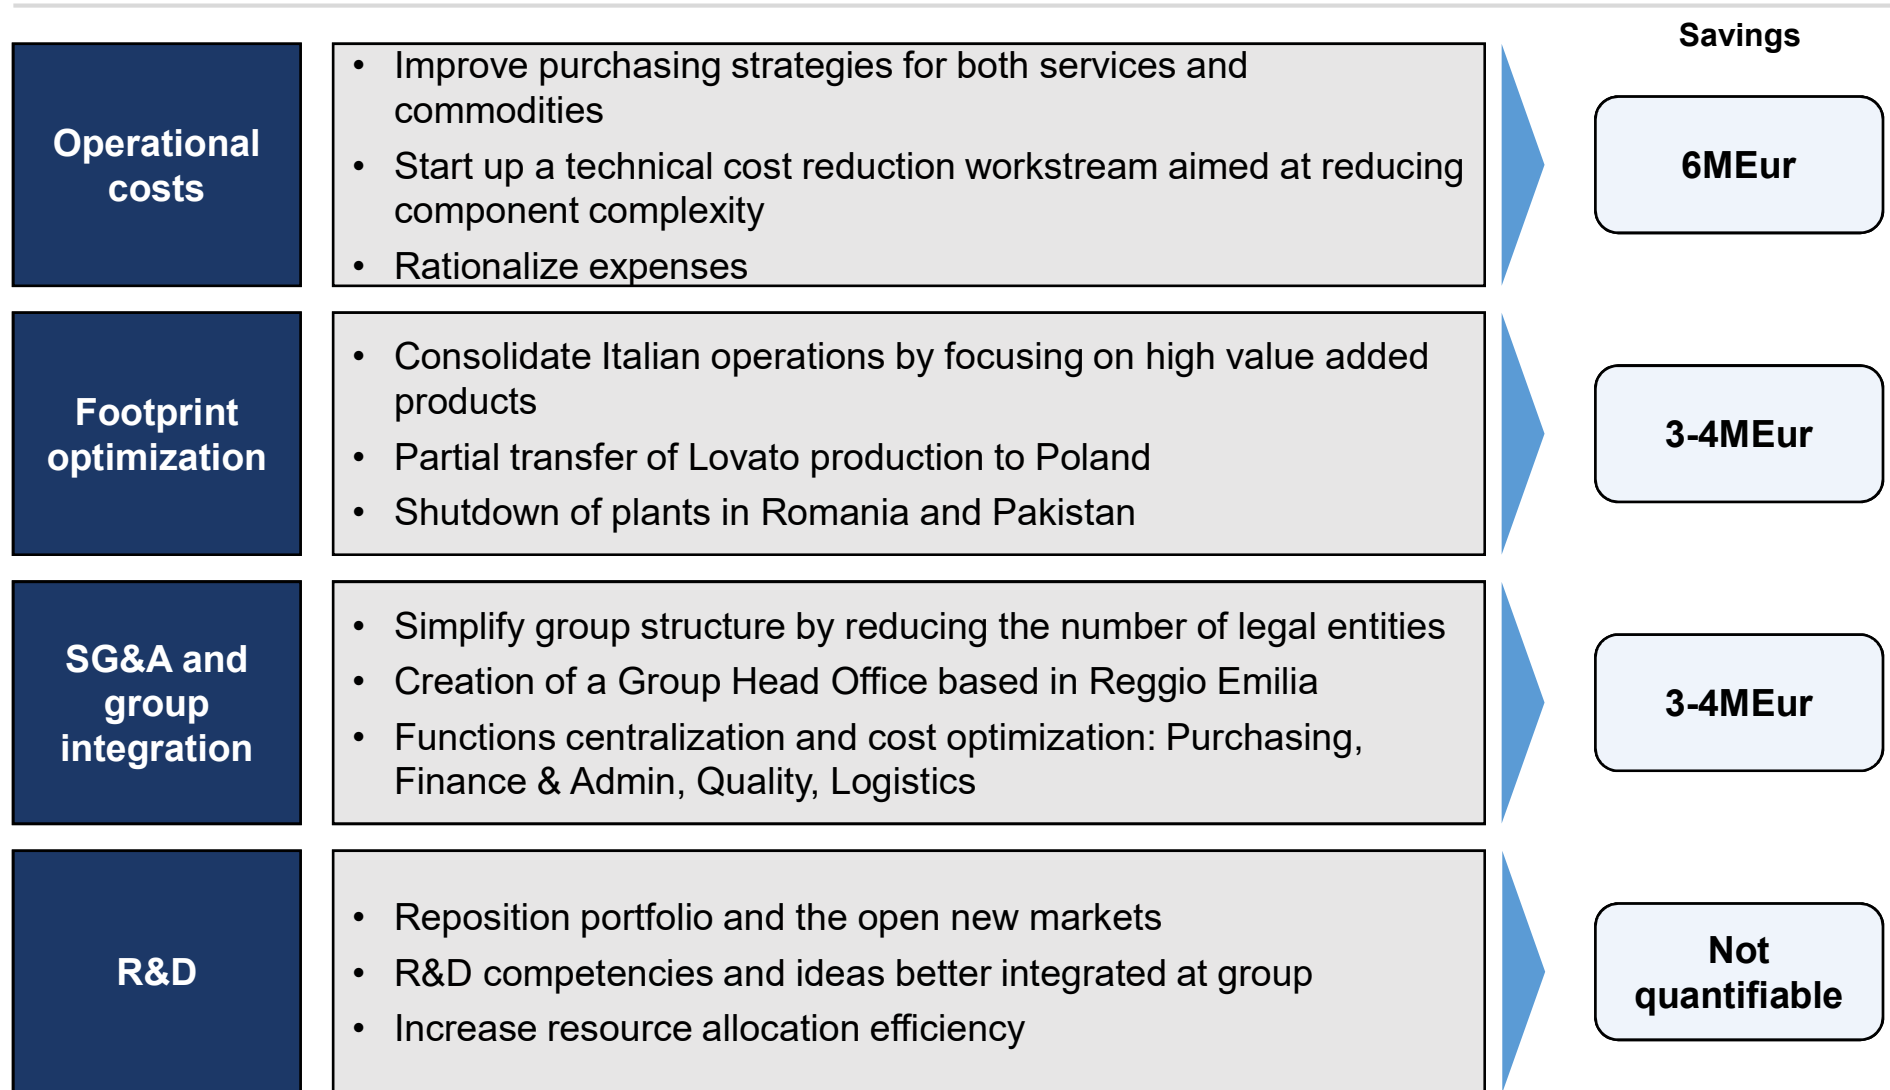 Savings
Operational
costs
• Improve purchasing strategies for both services and
commodities
• Start up a technical cost reduction workstream aimed at reducing
component complexity
• Rationalize expenses
6MEur
Footprint
optimization
• Consolidate Italian operations by focusing on high value added
products
• Partial transfer of Lovato production to Poland
• Shutdown of plants in Romania and Pakistan
3-4MEur
SG&A and
group
integration
• Simplify group structure by reducing the number of legal entities
• Creation of a Group Head Office based in Reggio Emilia
• Functions centralization and cost optimization: Purchasing,
Finance & Admin, Quality, Logistics
3-4MEur
R&D
• Reposition portfolio and the open new markets
• R&D competencies and ideas better integrated at group
• Increase resource allocation efficiency
Not
quantifiable